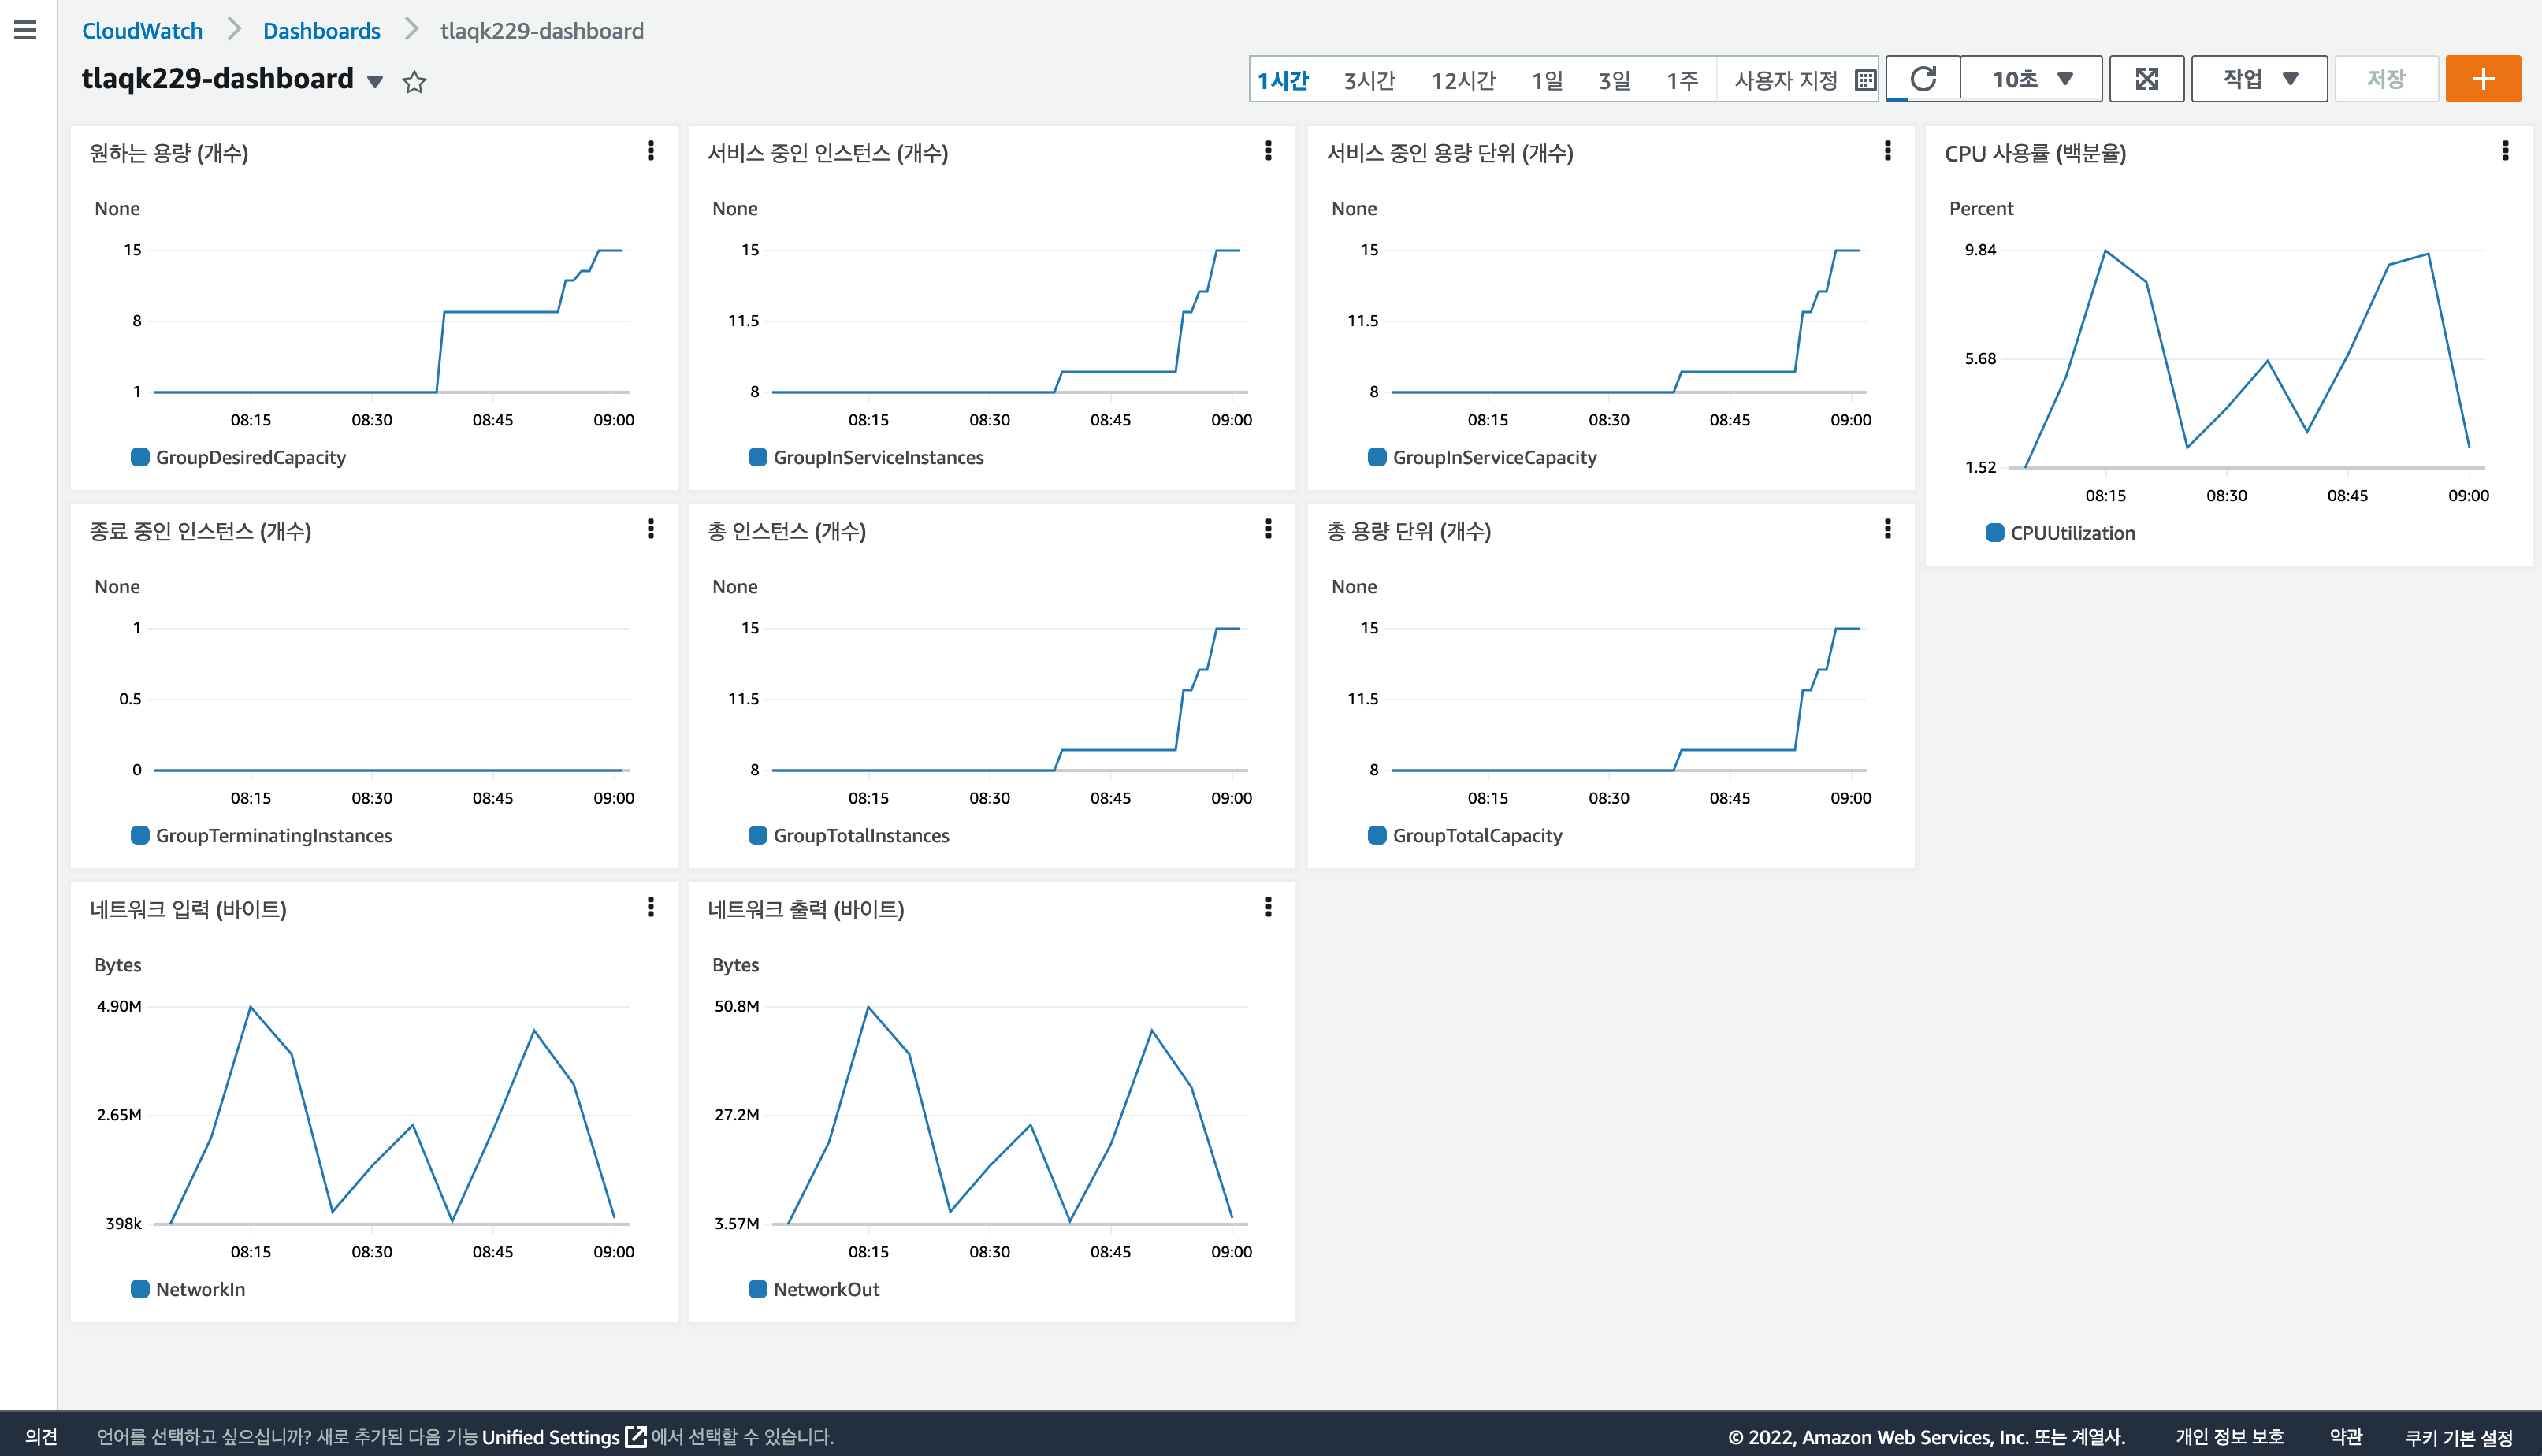 CloudWatch Dashboards tlaqk229-dashboard
tlaqk229-dashboard
1시간 3시간 12시간 1일 3일 1주 사용자 지정 10초 작업 저장
원하는 용량 (개수)
None
15
8
1
08:15 08:30 08:45 09:00
GroupDesiredCapacity
서비스 중인 인스턴스 (개수)
None
15
11.5
8
08:15 08:30 08:45 09:00
GroupInServiceInstances
서비스 중인 용량 단위 (개수)
None
15
11.5
8
08:15 08:30 08:45 09:00
GroupInServiceCapacity
CPU 사용률 (백분율)
Percent
9.84
5.68
1.52
08:15 08:30 08:45 09:00
CPUUtilization
종료 중인 인스턴스 (개수)
None
1
0.5
0
08:15 08:30 08:45 09:00
GroupTerminatingInstances
총 인스턴스 (개수)
None
15
11.5
8
08:15 08:30 08:45 09:00
GroupTotalInstances
총 용량 단위 (개수)
None
15
11.5
8
08:15 08:30 08:45 09:00
GroupTotalCapacity
네트워크 입력 (바이트)
Bytes
4.90M
2.65M
398k
08:15 08:30 08:45 09:00
NetworkIn
네트워크 출력 (바이트)
Bytes
50.8M
27.2M
3.57M
08:15 08:30 08:45 09:00
NetworkOut
의견 언어를 선택하고 싶으십니까? 새로 추가된 다음 기능 Unified Settings 에서 선택할 수 있습니다. © 2022, Amazon Web Services, Inc. 또는 계열사. 개인 정보 보호 약관 쿠키 기본 설정